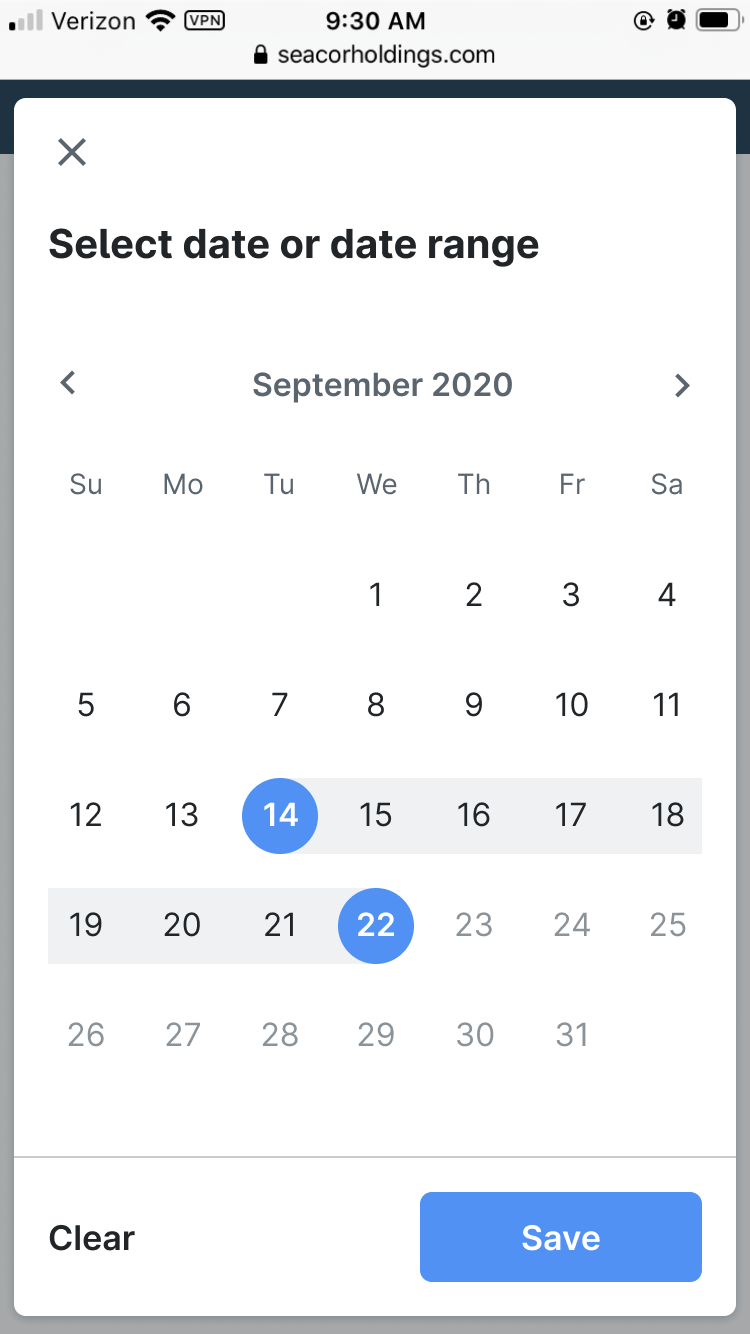 Verizon VPN 9:30 AM
seacorholdings.com
Select date or date range
September 2020
Su Mo Tu We Th Fr Sa
1 2 3 4
5 6 7 8 9 10 11
12 13 14 15 16 17 18
19 20 21 22 23 24 25
26 27 28 29 30 31
Clear Save